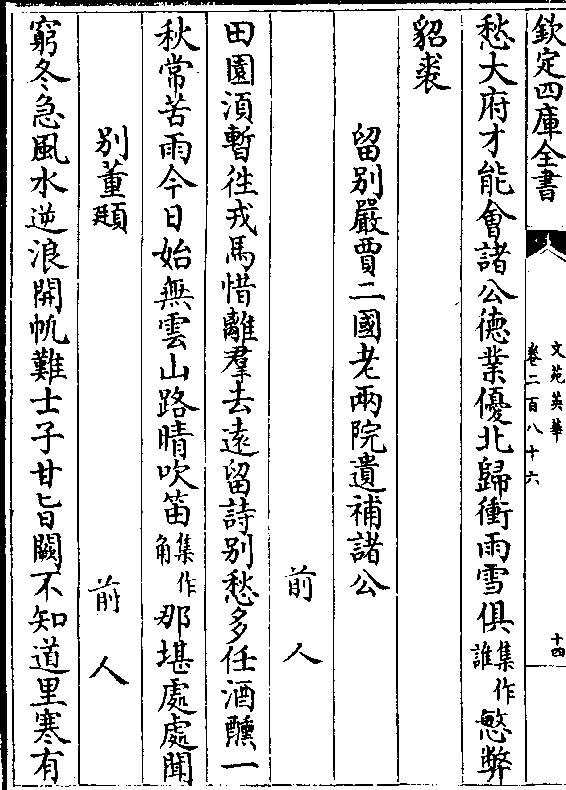 欽定四庫全書
文苑英華
卷二百八十六
十四
愁大府才能會諸公德業優北歸衝雨雪俱集作誰慜弊
貂裘
留别嚴賈二國老兩院遺補諸公
前人
田園湏暫徃戎馬惜離羣去遠留詩别愁多任酒醺一
秋常苦雨今日始無雲山路晴吹笛集作角那堪處處聞
别董頲
前人
窮冬急風水逆浪開㠶難士子甘旨闕不知道里寒有